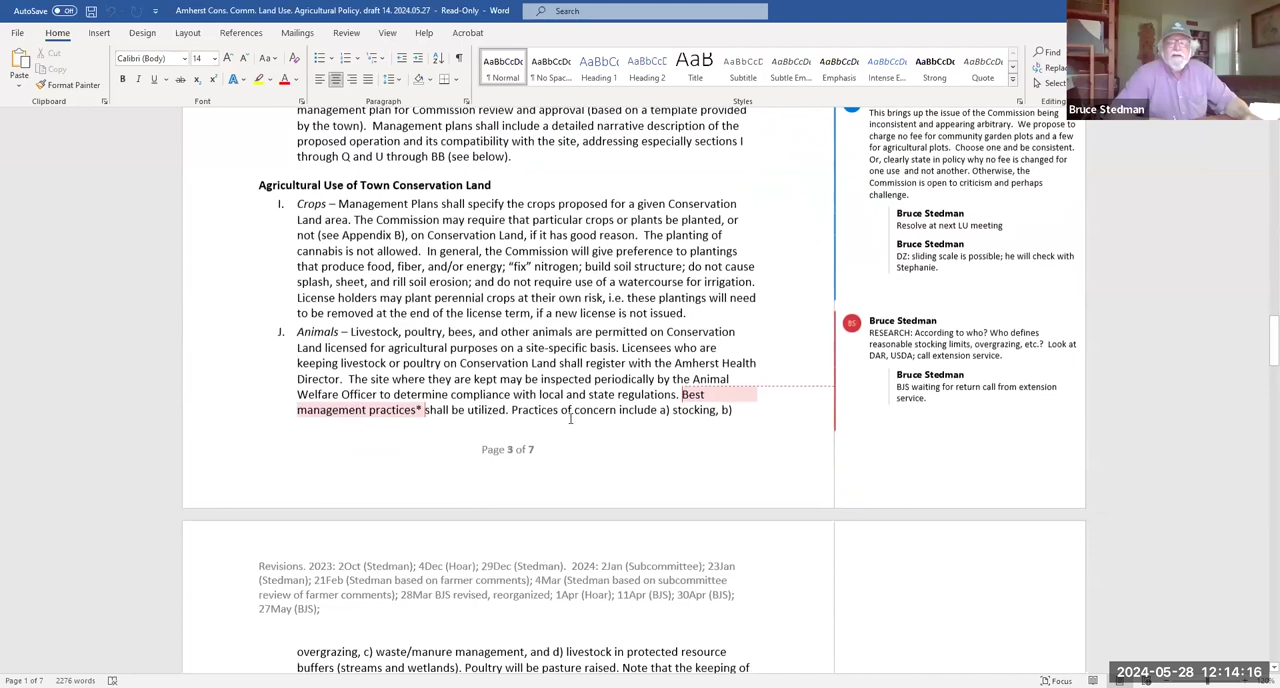 AutoSave Off
Amherst Cons. Comm. Land Use. Agricultural Policy. draft 14. 2024.05.27 - Read-Only - Word
Search
File Home Insert Design Layout References Mailings Review View Help Acrobat
Paste
Cut
Copy
Format Painter
Clipboard
Calibri (Body) 14
Font
Paragraph
AaBbCcDc AaBbCcDc AaBbCc AaBbCcC AaB AaBbCcC AaBbCcDc AaBbCcDc AaBbCcDc AaBbCcDc AaBbCcDc
¶ Normal ¶ No Spac... Heading 1 Heading 2 Title Subtitle Subtle Em... Emphasis Intense E... Strong Quote
Styles
Find
Select
Editing
Bruce Stedman
management plan for Commission review and approval (based on a template provided
by the town). Management plans shall include a detailed narrative description of the
proposed operation and its compatibility with the site, addressing especially sections I
through Q and U through BB (see below).
Agricultural Use of Town Conservation Land
I. Crops – Management Plans shall specify the crops proposed for a given Conservation
Land area. The Commission may require that particular crops or plants be planted, or
not (see Appendix B), on Conservation Land, if it has good reason. The planting of
cannabis is not allowed. In general, the Commission will give preference to plantings
that produce food, fiber, and/or energy; “fix” nitrogen; build soil structure; do not cause
splash, sheet, and rill soil erosion; and do not require use of a watercourse for irrigation.
License holders may plant perennial crops at their own risk, i.e. these plantings will need
to be removed at the end of the license term, if a new license is not issued.
J. Animals – Livestock, poultry, bees, and other animals are permitted on Conservation
Land licensed for agricultural purposes on a site-specific basis. Licensees who are
keeping livestock or poultry on Conservation Land shall register with the Amherst Health
Director. The site where they are kept may be inspected periodically by the Animal
Welfare Officer to determine compliance with local and state regulations. Best
management practices* shall be utilized. Practices of concern include a) stocking, b)
Page 3 of 7
This brings up the issue of the Commission being
inconsistent and appearing arbitrary. We propose to
charge no fee for community garden plots and a few
for agricultural plots. Choose one and be consistent.
Or, clearly state in policy why no fee is changed for
one use and not another. Otherwise, the
Commission is open to criticism and perhaps
challenge.
Bruce Stedman
Resolve at next LU meeting
Bruce Stedman
DZ: sliding scale is possible; he will check with
Stephanie.
BS
Bruce Stedman
RESEARCH: According to who? Who defines
reasonable stocking limits, overgrazing, etc.? Look at
DAR, USDA; call extension service.
Bruce Stedman
BJS waiting for return call from extension
service.
Revisions. 2023: 2Oct (Stedman); 4Dec (Hoar); 29Dec (Stedman). 2024: 2Jan (Subcommittee); 23Jan
(Stedman); 21Feb (Stedman based on farmer comments); 4Mar (Stedman based on subcommittee
review of farmer comments); 28Mar BJS revised, reorganized; 1Apr (Hoar); 11Apr (BJS); 30Apr (BJS);
27May (BJS);
overgrazing, c) waste/manure management, and d) livestock in protected resource
buffers (streams and wetlands). Poultry will be pasture raised. Note that the keeping of
Page 1 of 7 2276 words
Focus
2024-05-28 12:14:16